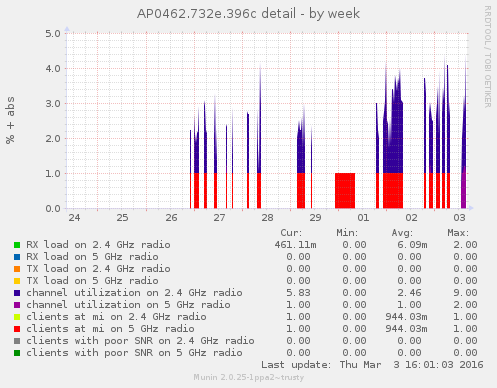 AP0462.732e.396c detail - by week
RRDTOOL / TOBI OETIKER
% + abs
5.0
4.0
3.0
2.0
1.0
0.0
24 25 26 27 28 29 01 02 03
Cur: Min: Avg: Max:
RX load on 2.4 GHz radio 461.11m 0.00 6.09m 2.00
RX load on 5 GHz radio 0.00 0.00 0.00 0.00
TX load on 2.4 GHz radio 0.00 0.00 0.00 0.00
TX load on 5 GHz radio 0.00 0.00 0.00 0.00
channel utilization on 2.4 GHz radio 5.83 0.00 2.46 9.00
channel utilization on 5 GHz radio 1.00 0.00 1.00 2.00
clients at mi on 2.4 GHz radio 1.00 0.00 944.03m 1.00
clients at mi on 5 GHz radio 1.00 0.00 944.03m 1.00
clients with poor SNR on 2.4 GHz radio 0.00 0.00 0.00 0.00
clients with poor SNR on 5 GHz radio 0.00 0.00 0.00 0.00
Last update: Thu Mar 3 16:01:03 2016
Munin 2.0.25-1ppa2~trusty